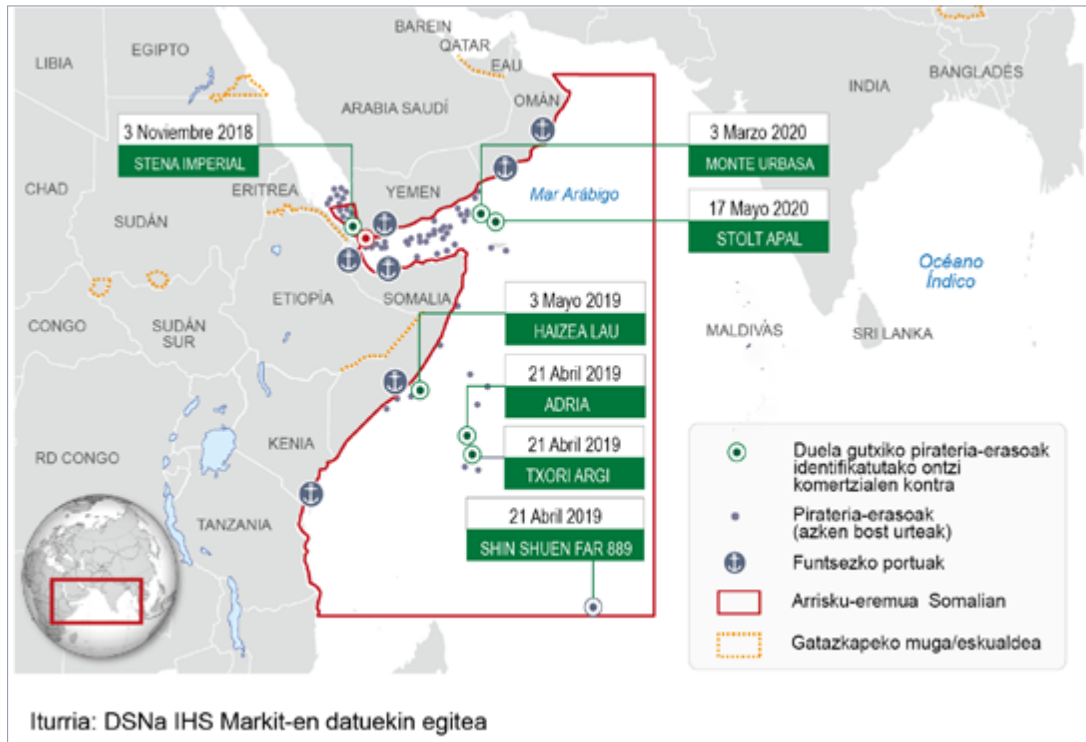 BAREIN
QATAR
EAU
EGIPTO
LIBIA
ARABIA SAUDÍ
OMÁN
INDIA
BANGLADÉS
3 Noviembre 2018
STENA IMPERIAL
3 Marzo 2020
MONTE URBASA
CHAD
ERITREA
YEMEN
Mar Arábigo
SUDÁN
17 Mayo 2020
STOLT APAL
Océano
Índico
ETIOPÍA
SOMALIA
3 Mayo 2019
HAIZEA LAU
CONGO
SUDÁN
SUR
MALDIVAS
SRI LANKA
21 Abril 2019
ADRIA
KENIA
RD CONGO
21 Abril 2019
TXORI ARGI
TANZANIA
21 Abril 2019
SHIN SHUEN FAR 889
Duela gutxiko pirateria-erasoak
identifikatutako ontzi
komertzialen kontra
Pirateria-erasoak
(azken bost urteak)
Funtsezko portuak
Arrisku-eremua Somalian
Gatazkapeko muga/eskualdea
Iturria: DSNa IHS Markit-en datuekin egitea